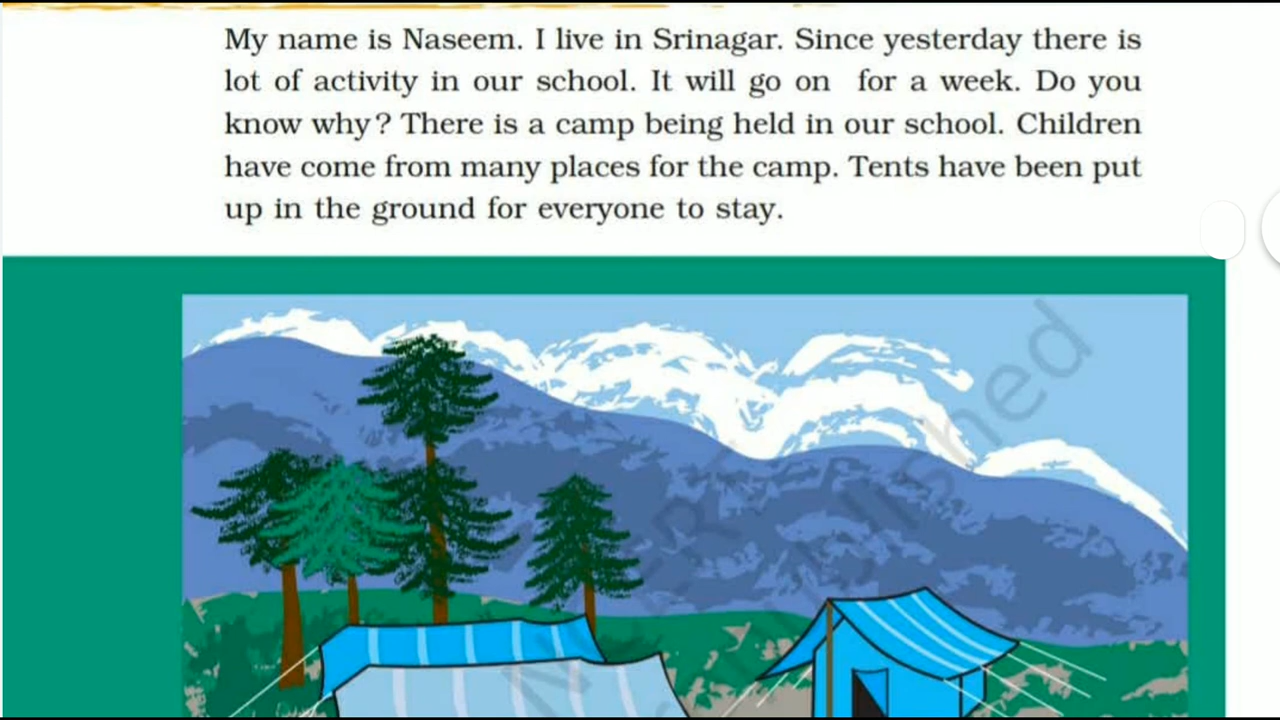 My name is Naseem. I live in Srinagar. Since yesterday there is
lot of activity in our school. It will go on for a week. Do you
know why? There is a camp being held in our school. Children
have come from many places for the camp. Tents have been put
up in the ground for everyone to stay.